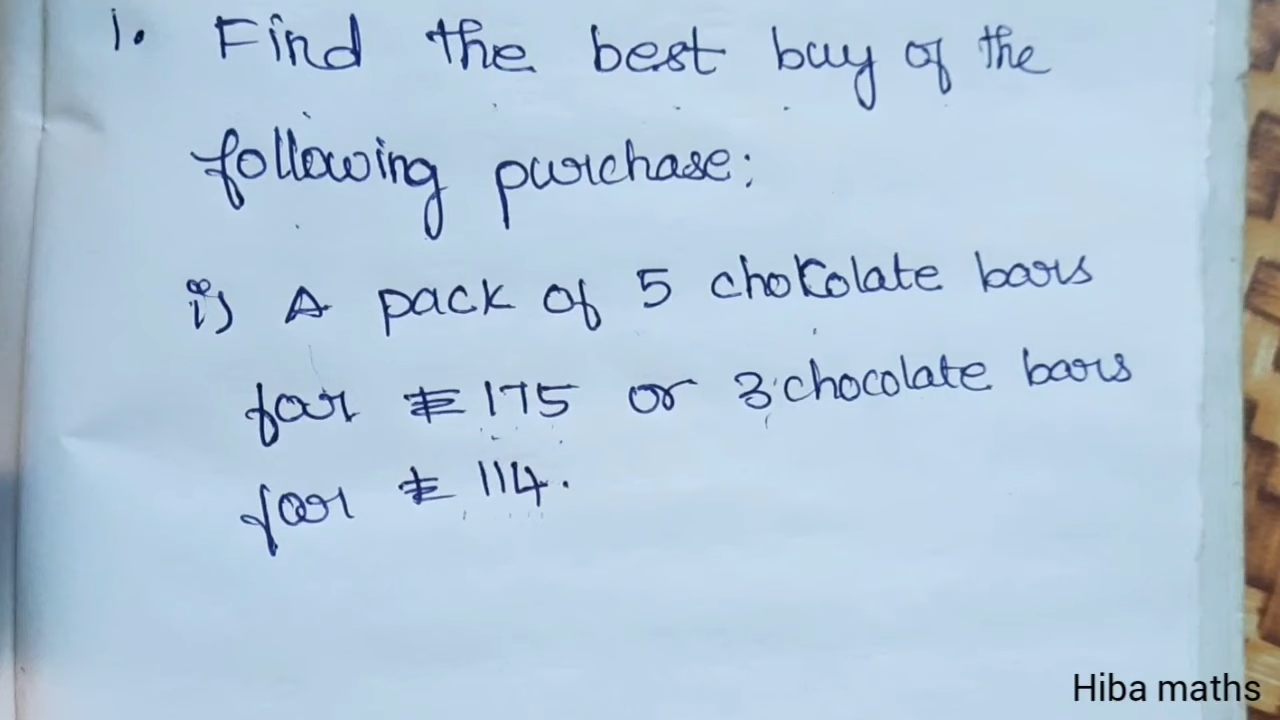 1. Find the best buy of the
following purchase:
i) A pack of 5 chokolate bars
for ₹ 175 or 3 chocolate bars
for ₹ 114.
Hiba maths